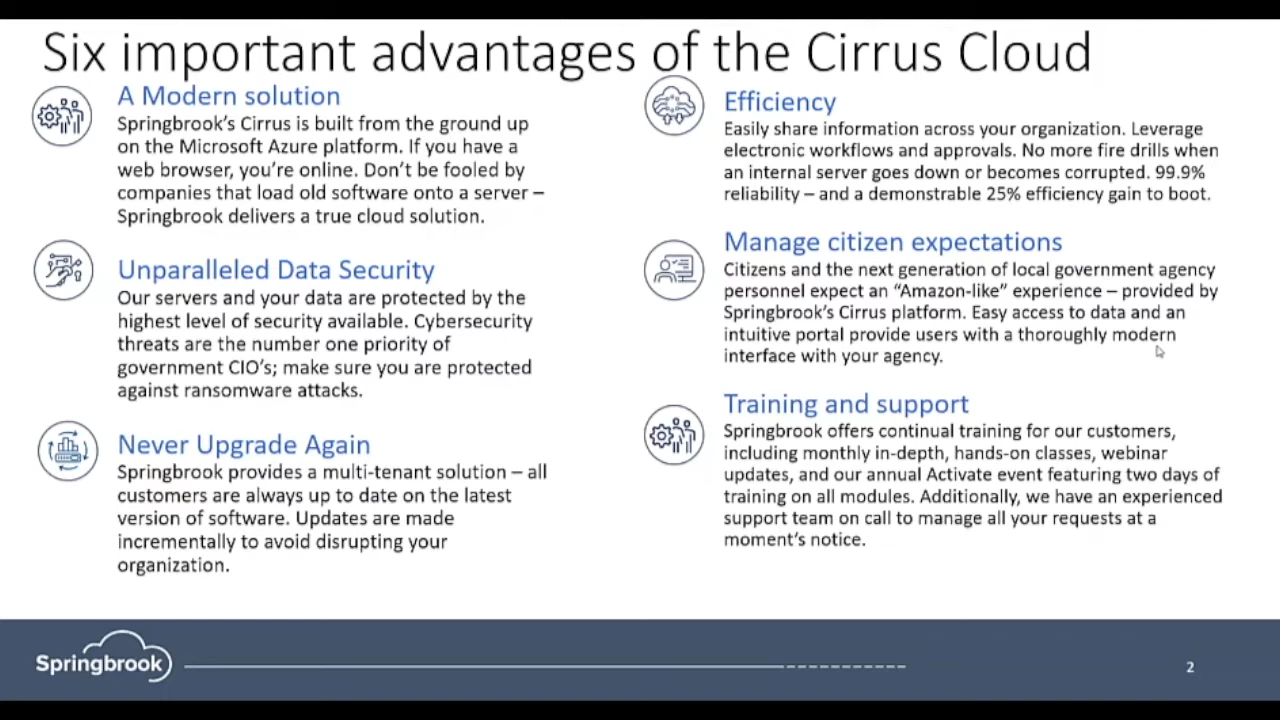 Six important advantages of the Cirrus Cloud
A Modern solution
Springbrook's Cirrus is built from the ground up
on the Microsoft Azure platform. If you have a
web browser, you're online. Don't be fooled by
companies that load old software onto a server –
Springbrook delivers a true cloud solution.
Unparalleled Data Security
Our servers and your data are protected by the
highest level of security available. Cybersecurity
threats are the number one priority of
government CIO's; make sure you are protected
against ransomware attacks.
Never Upgrade Again
Springbrook provides a multi-tenant solution – all
customers are always up to date on the latest
version of software. Updates are made
incrementally to avoid disrupting your
organization.
Efficiency
Easily share information across your organization. Leverage
electronic workflows and approvals. No more fire drills when
an internal server goes down or becomes corrupted. 99.9%
reliability – and a demonstrable 25% efficiency gain to boot.
Manage citizen expectations
Citizens and the next generation of local government agency
personnel expect an “Amazon-like” experience – provided by
Springbrook's Cirrus platform. Easy access to data and an
intuitive portal provide users with a thoroughly modern
interface with your agency.
Training and support
Springbrook offers continual training for our customers,
including monthly in-depth, hands-on classes, webinar
updates, and our annual Activate event featuring two days of
training on all modules. Additionally, we have an experienced
support team on call to manage all your requests at a
moment's notice.
Springbrook
2